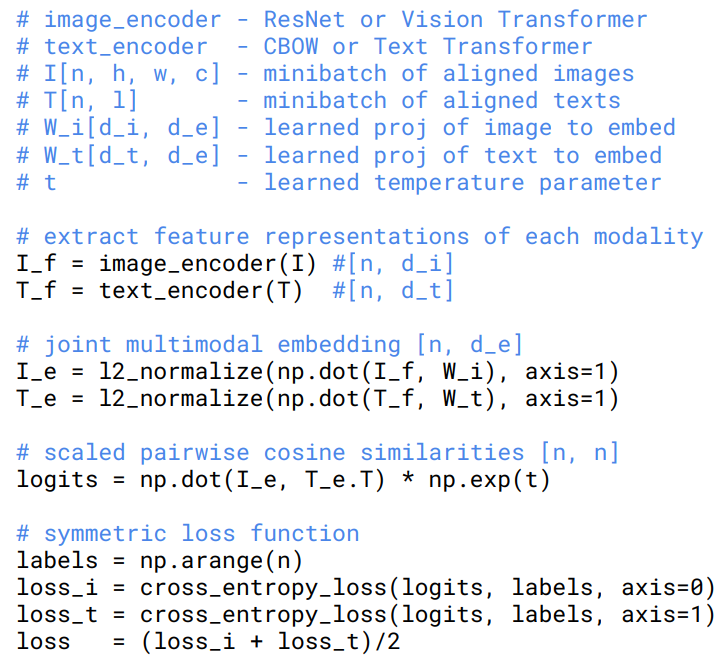 # image_encoder - ResNet or Vision Transformer
# text_encoder  - CBOW or Text Transformer
# I[n, h, w, c] - minibatch of aligned images
# T[n, l]       - minibatch of aligned texts
# W_i[d_i, d_e] - learned proj of image to embed
# W_t[d_t, d_e] - learned proj of text to embed
# t             - learned temperature parameter
# extract feature representations of each modality
I_f = image_encoder(I) #[n, d_i]
T_f = text_encoder(T)  #[n, d_t]
# joint multimodal embedding [n, d_e]
I_e = l2_normalize(np.dot(I_f, W_i), axis=1)
T_e = l2_normalize(np.dot(T_f, W_t), axis=1)
# scaled pairwise cosine similarities [n, n]
logits = np.dot(I_e, T_e.T) * np.exp(t)
# symmetric loss function
labels = np.arange(n)
loss_i = cross_entropy_loss(logits, labels, axis=0)
loss_t = cross_entropy_loss(logits, labels, axis=1)
loss   = (loss_i + loss_t)/2